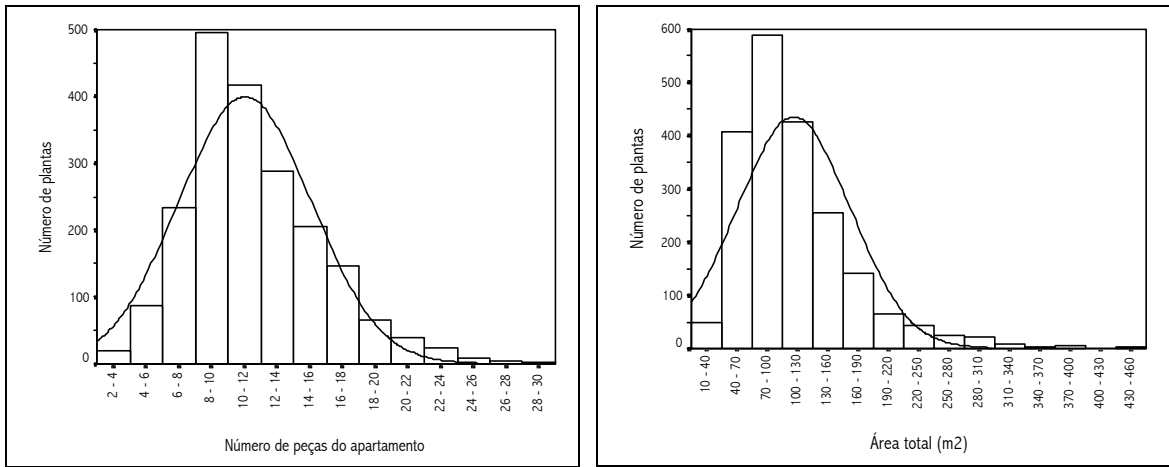 500
400
300
200
100
0
Número de plantas
2 - 4
4 - 6
6 - 8
8 - 10
10 - 12
12 - 14
14 - 16
16 - 18
18 - 20
20 - 22
22 - 24
24 - 26
26 - 28
28 - 30
Número de peças do apartamento
600
500
400
300
200
100
0
Número de plantas
10 - 40
40 - 70
70 - 100
100 - 130
130 - 160
160 - 190
190 - 220
220 - 250
250 - 280
280 - 310
310 - 340
340 - 370
370 - 400
400 - 430
430 - 460
Área total (m2)